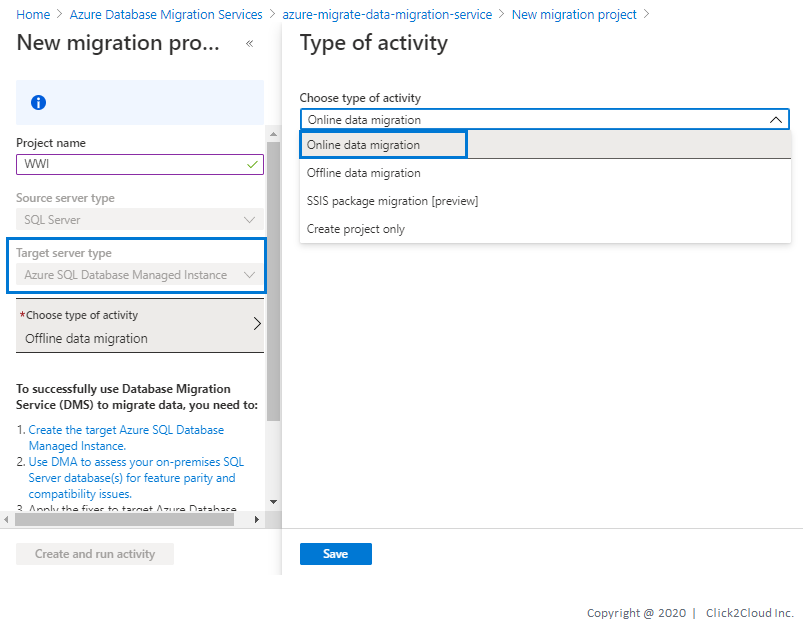 Home > Azure Database Migration Services > azure-migrate-data-migration-service > New migration project >
New migration pro... «
Project name
WWI
Source server type
SQL Server
Target server type
Azure SQL Database Managed Instance
*Choose type of activity
Offline data migration
To successfully use Database Migration
Service (DMS) to migrate data, you need to:
1. Create the target Azure SQL Database
Managed Instance.
2. Use DMA to assess your on-premises SQL
Server database(s) for feature parity and
compatibility issues.
3. Apply the fixes to target Azure Database
Create and run activity
Type of activity
Choose type of activity
Online data migration
Online data migration
Offline data migration
SSIS package migration [preview]
Create project only
Save
Copyright @ 2020 | Click2Cloud Inc.